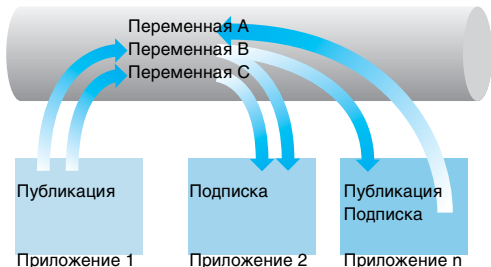 Переменная A
Переменная B
Переменная C
Публикация
Подписка
Публикация
Подписка
Приложение 1
Приложение 2
Приложение n